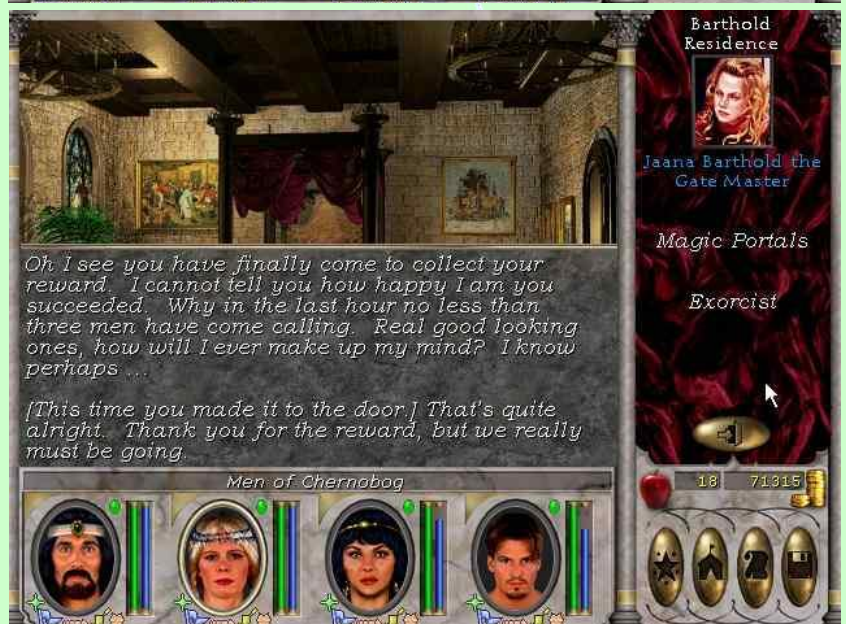 Barthold
Residence
Jaana Barthold the
Gate Master
Magic Portals
Exorcist
Oh I see you have finally come to collect your
reward.  I cannot tell you how happy I am you
succeeded.  Why in the last hour no less than
three men have come calling.  Real good looking
ones, how will I ever make up my mind?  I know
perhaps ...
[This time you made it to the door.] That's quite
alright.  Thank you for the reward, but we really
must be going.
Men of Chernobog
18 71315